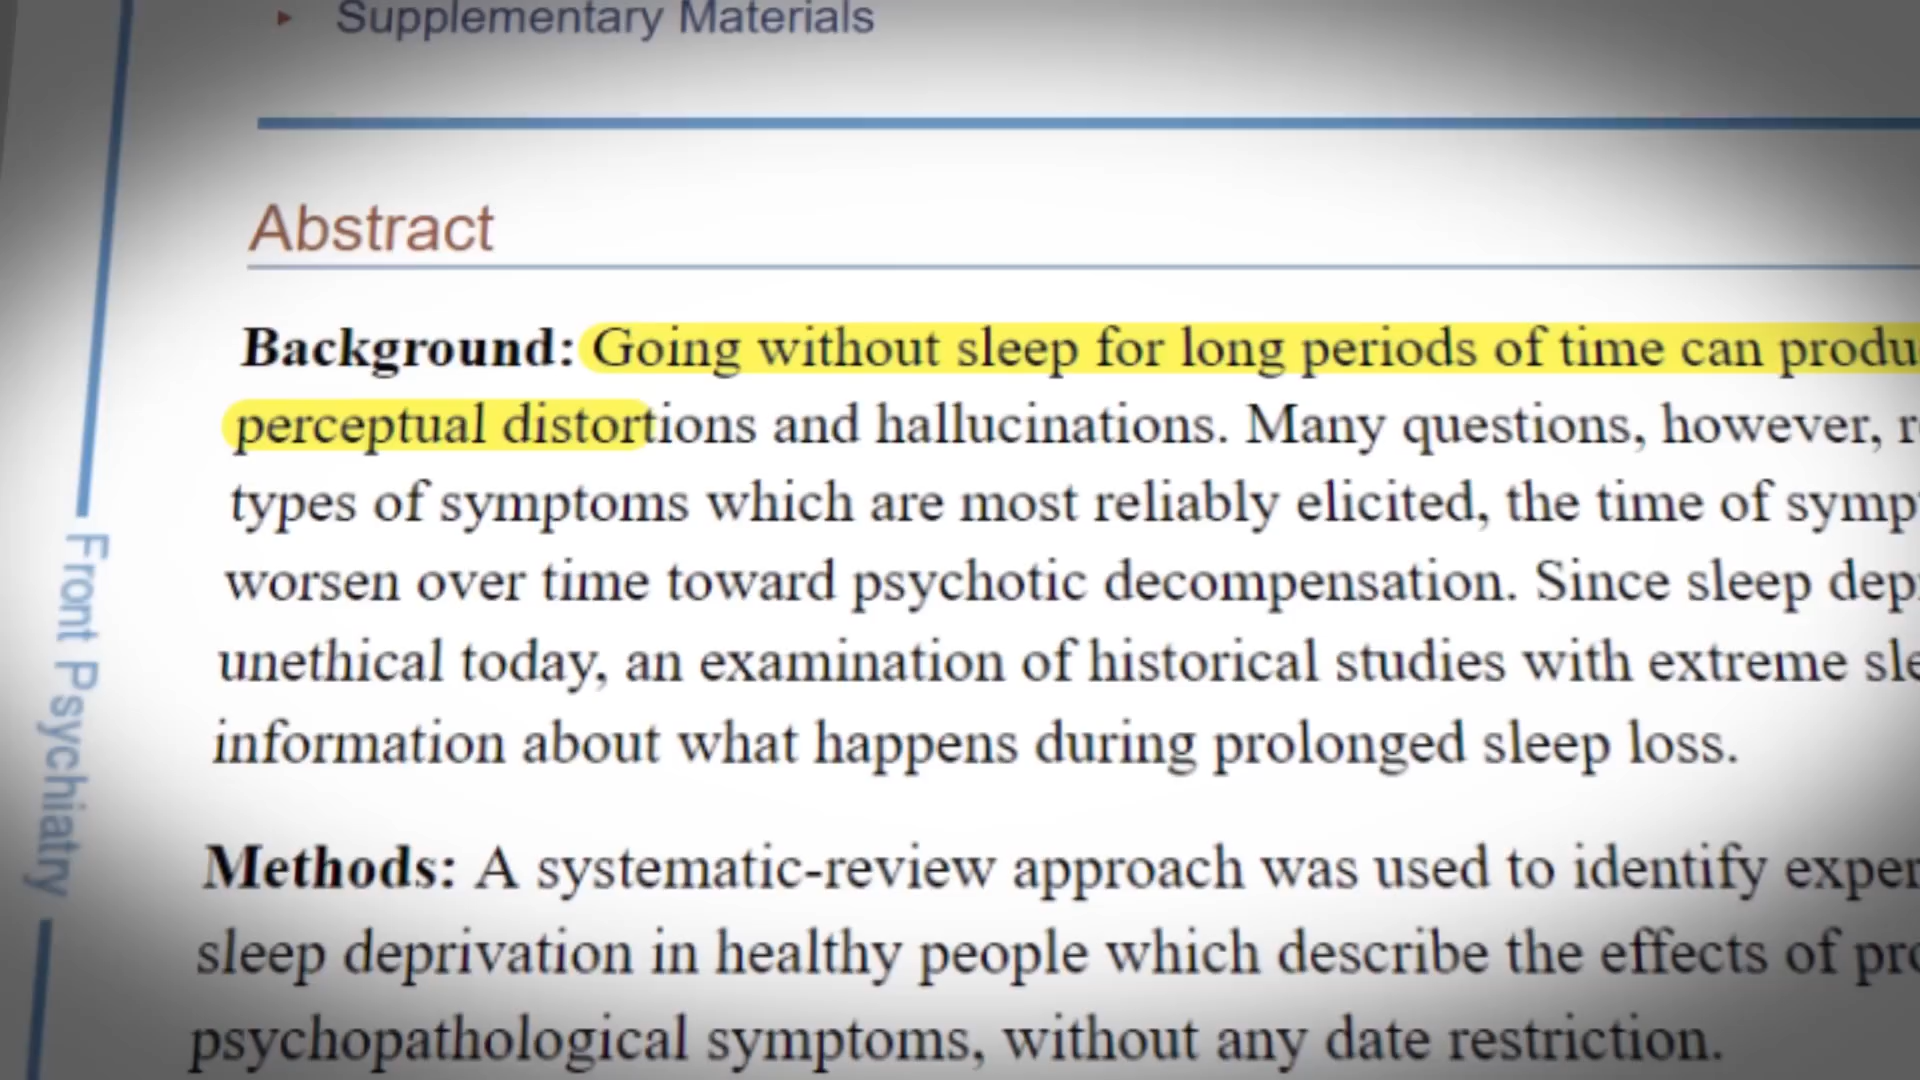 Supplementary Materials
Abstract
Background: Going without sleep for long periods of time can produ
perceptual distortions and hallucinations. Many questions, however, r
types of symptoms which are most reliably elicited, the time of symp
worsen over time toward psychotic decompensation. Since sleep dep
unethical today, an examination of historical studies with extreme sle
information about what happens during prolonged sleep loss.
Methods: A systematic-review approach was used to identify exper
sleep deprivation in healthy people which describe the effects of pro
psychopathological symptoms, without any date restriction.
Front Psychiatry